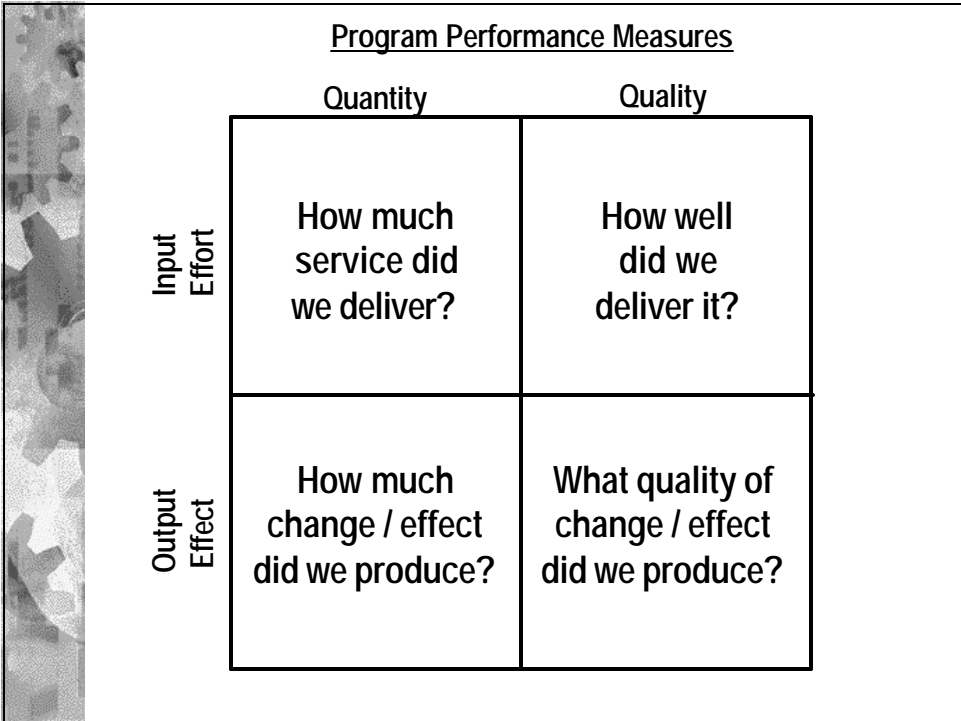 Program Performance Measures
Quantity
Quality
Input
Effort
How much
service did
we deliver?
How well
did we
deliver it?
Output
Effect
How much
change / effect
did we produce?
What quality of
change / effect
did we produce?